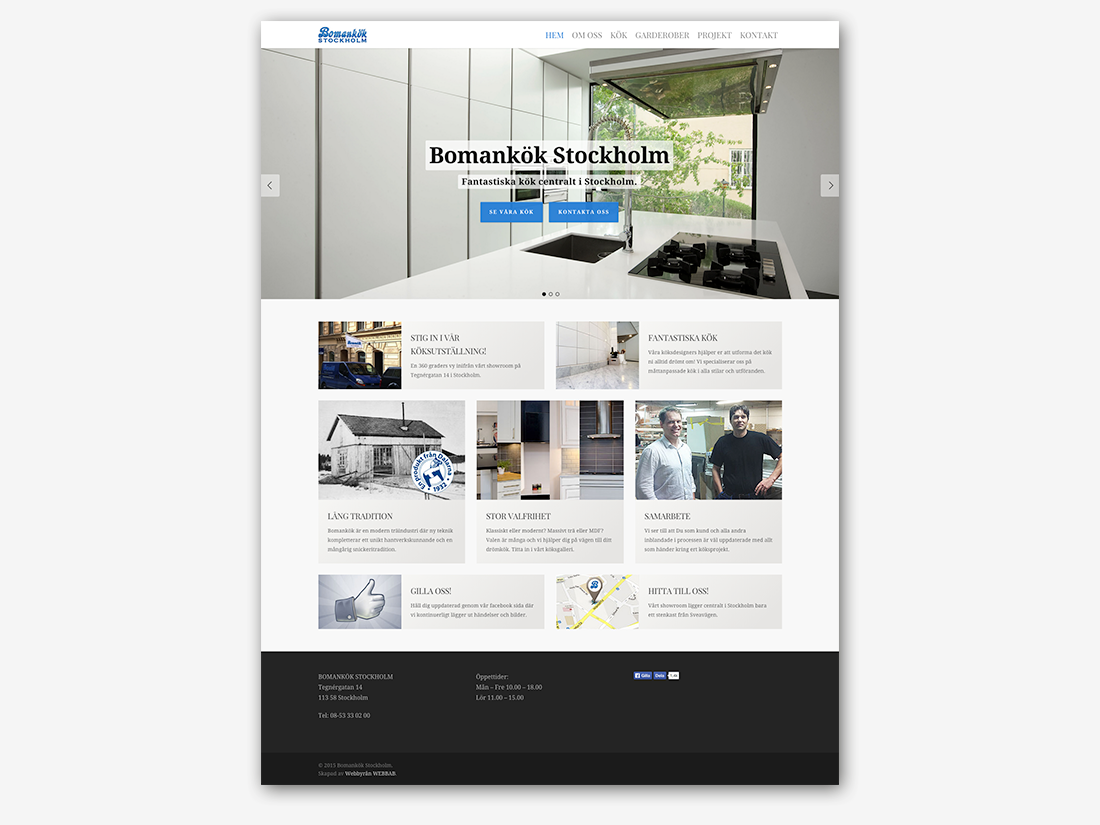 Bomankök
STOCKHOLM
HEM OM OSS KÖK GARDEROBER PROJEKT KONTAKT
Bomankök Stockholm
Fantastiska kök centralt i Stockholm.
SE VÅRA KÖK KONTAKTA OSS
STIG IN I VÅR
KÖKSUTSTÄLLNING!
En 360 graders vy inifrån vårt showroom på
Tegnérgatan 14 i Stockholm.
FANTASTISKA KÖK
Våra köksdesigners hjälper er att utforma det kök
ni alltid drömt om! Vi specialiserar oss på
måttanpassade kök i alla stilar och utföranden.
En Produkt från Dalarna
1932
LÅNG TRADITION
Bomankök är en modern träindustri där ny teknik
kompletterar ett unikt hantverkskunnande och en
mångårig snickeritradition.
STOR VALFRIHET
Klassiskt eller modernt? Massivt trä eller MDF?
Valen är många och vi hjälper dig på vägen till ditt
drömkök. Titta in i vårt köksgalleri.
SAMARBETE
Vi ser till att Du som kund och alla andra
inblandade i processen är väl uppdaterade med allt
som händer kring ert köksprojekt.
GILLA OSS!
Håll dig uppdaterad genom vår facebook sida där
vi kontinuerligt lägger ut händelser och bilder.
HITTA TILL OSS!
Vårt showroom ligger centralt i Stockholm bara
ett stenkast från Sveavägen.
BOMANKÖK STOCKHOLM
Tegnérgatan 14
113 58 Stockholm
Tel: 08-53 33 02 00
Öppettider:
Mån – Fre 10.00 – 18.00
Lör 11.00 – 15.00
Gilla Dela
© 2015 Bomankök Stockholm.
Skapad av Webbyrån WEBBAB.